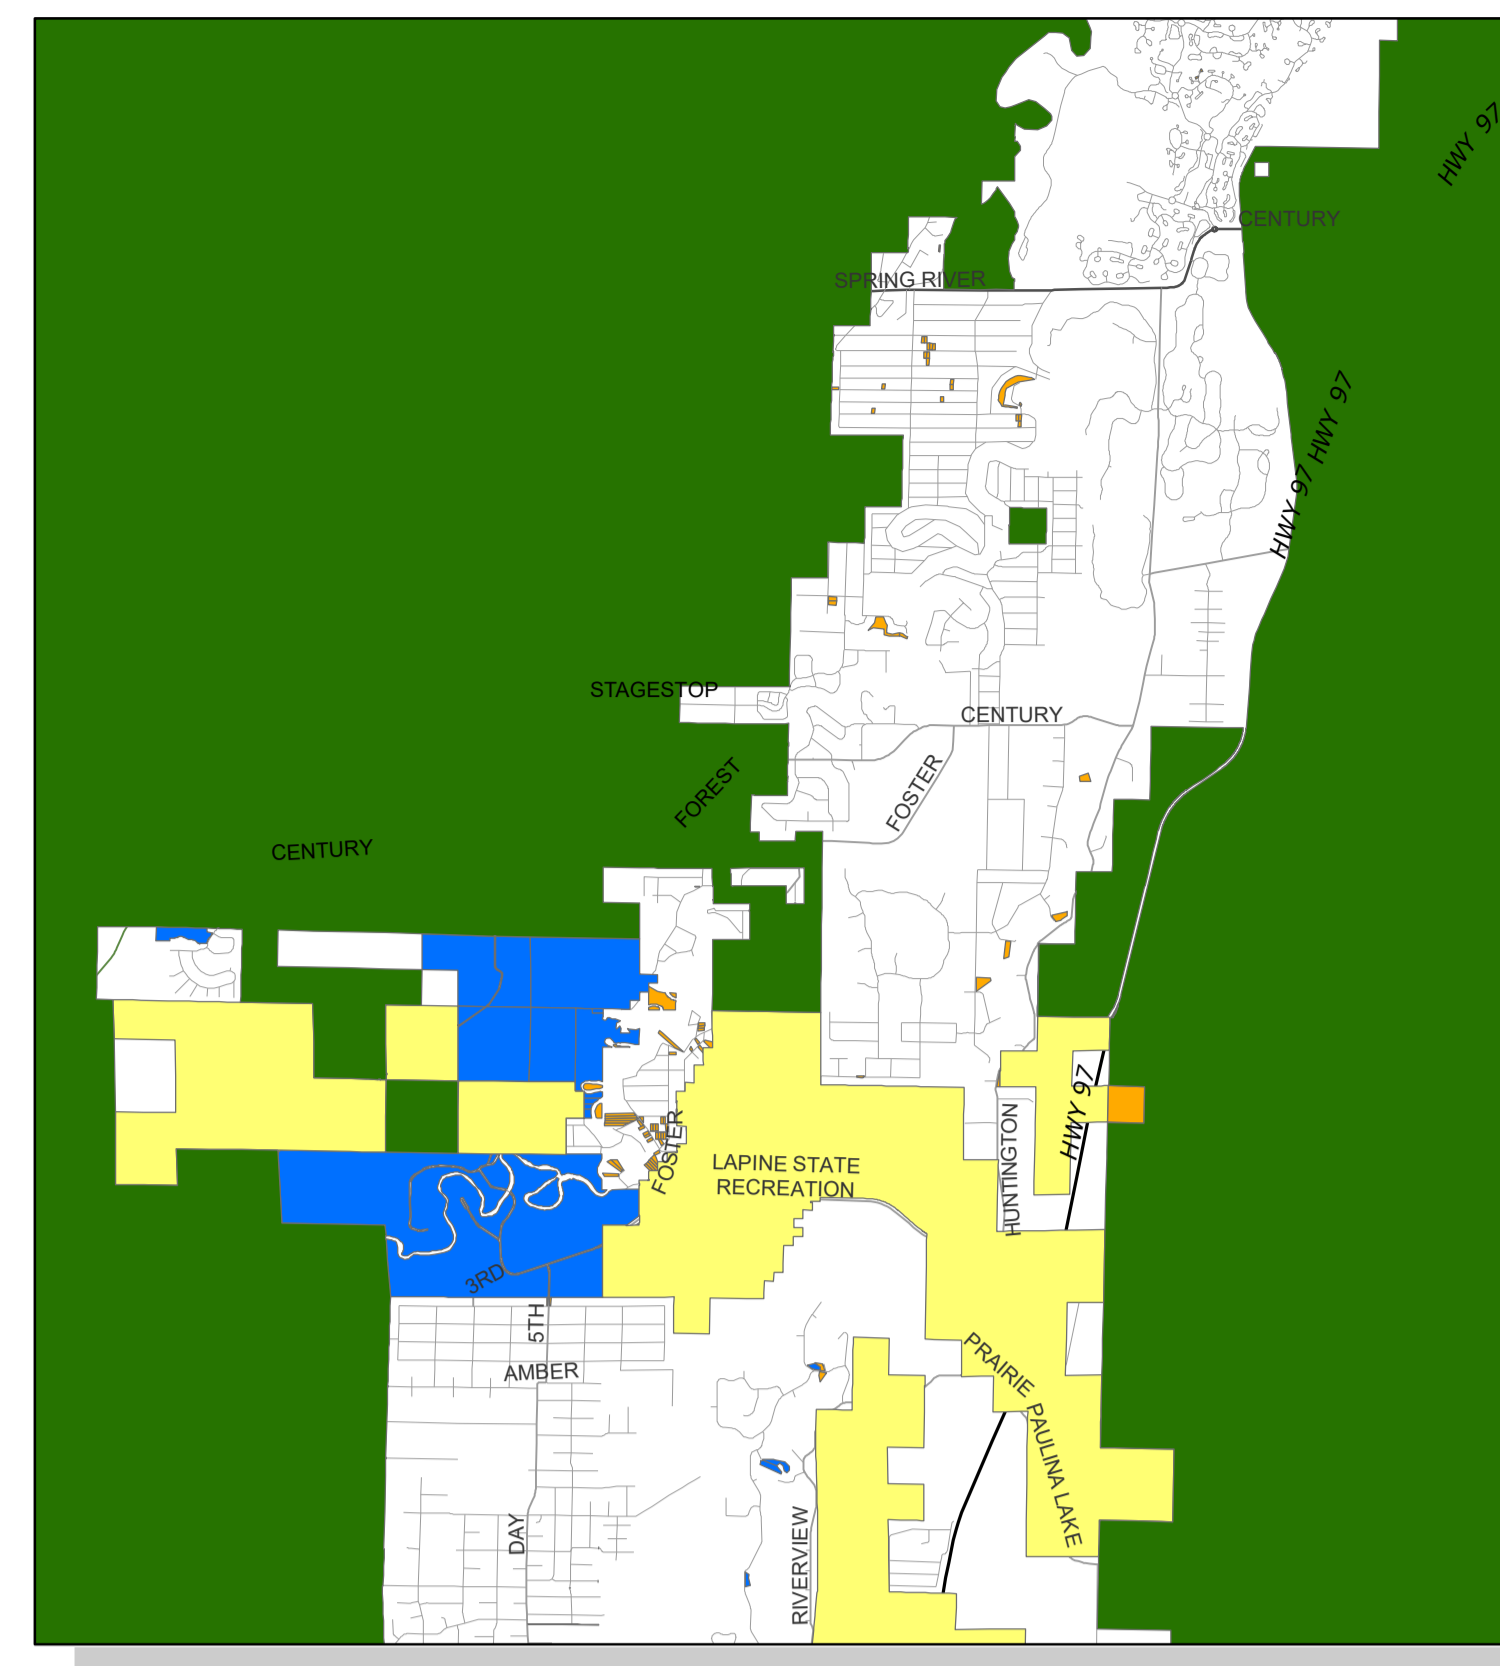 HWY 97
CENTURY
SPRING RIVER
HWY 97
HWY 97
STAGESTOP
CENTURY
FOREST
FOSTER
CENTURY
HWY 97
HUNTINGTON
FOSTER
LAPINE STATE
RECREATION
3RD
5TH
AMBER
PRAIRIE
PAULINA LAKE
DAY
RIVERVIEW